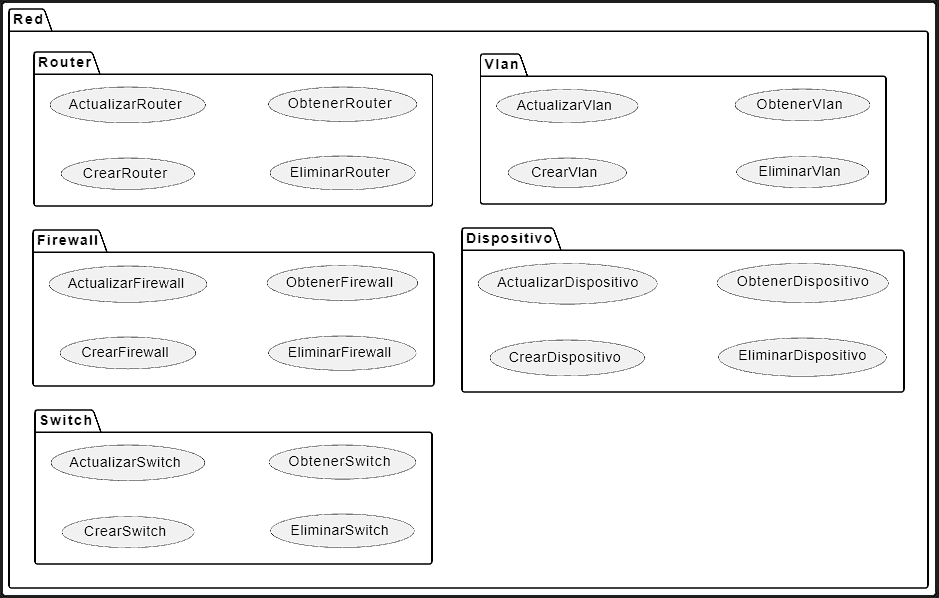 Red
Router
ActualizarRouter
ObtenerRouter
CrearRouter
EliminarRouter
Vlan
ActualizarVlan
ObtenerVlan
CrearVlan
EliminarVlan
Firewall
ActualizarFirewall
ObtenerFirewall
CrearFirewall
EliminarFirewall
Dispositivo
ActualizarDispositivo
ObtenerDispositivo
CrearDispositivo
EliminarDispositivo
Switch
ActualizarSwitch
ObtenerSwitch
CrearSwitch
EliminarSwitch